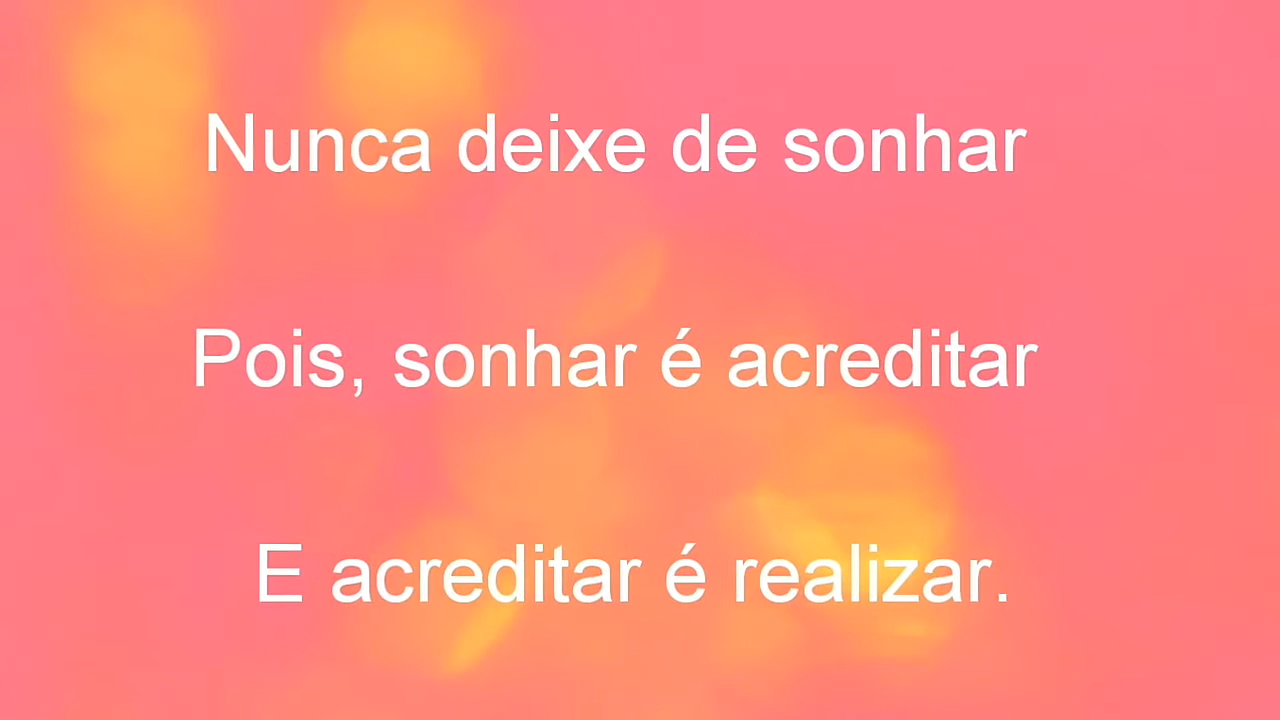 Nunca deixe de sonhar
Pois, sonhar é acreditar
E acreditar é realizar.